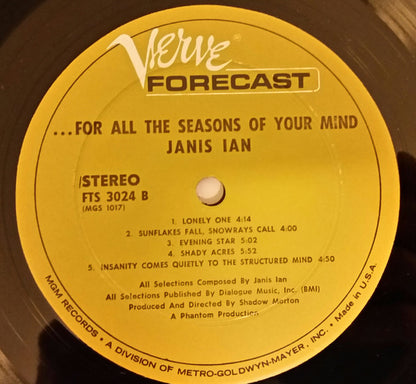 Verve
FORECAST
...FOR ALL THE SEASONS OF YOUR MIND
JANIS IAN
STEREO
FTS 3024 B
(MGS 1017)
1. LONELY ONE 4:14
2. SUNFLAKES FALL, SNOWRAYS CALL 4:00
3. EVENING STAR 5:02
4. SHADY ACRES 5:52
5. INSANITY COMES QUIETLY TO THE STRUCTURED MIND 4:50
All Selections Composed By Janis Ian
All Selections Published By Dialogue Music, Inc. (BMI)
Produced And Directed By Shadow Morton
A Phantom Production
MGM RECORDS • A DIVISION OF METRO-GOLDWYN-MAYER, INC. • Made in U.S.A.